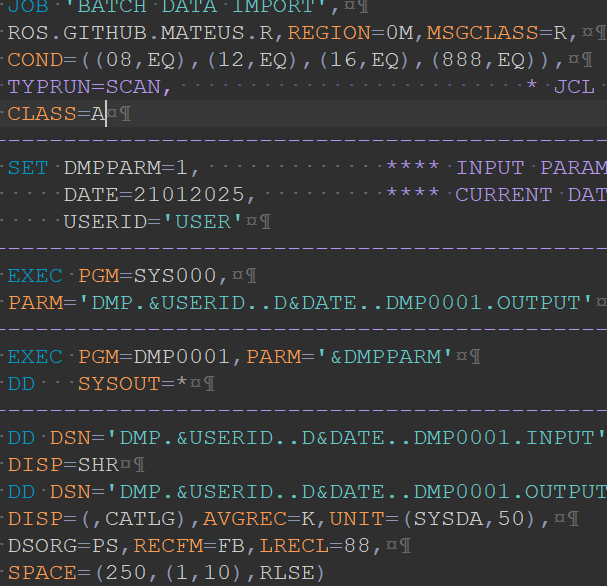 JOB 'BATCH DATA IMPORT',
ROS.GITHUB.MATEUS.R,REGION=0M,MSGCLASS=R,
COND=((08,EQ),(12,EQ),(16,EQ),(888,EQ)),
TYPRUN=SCAN, * JCL
CLASS=A
SET DMPPARM=1, **** INPUT PARAM
DATE=21012025, **** CURRENT DAT
USERID='USER'
EXEC PGM=SYS000,
PARM='DMP.&USERID..D&DATE..DMP0001.OUTPUT'
EXEC PGM=DMP0001,PARM='&DMPPARM'
DD SYSOUT=*
DD DSN='DMP.&USERID..D&DATE..DMP0001.INPUT'
DISP=SHR
DD DSN='DMP.&USERID..D&DATE..DMP0001.OUTPUT
DISP=(,CATLG),AVGREC=K,UNIT=(SYSDA,50),
DSORG=PS,RECFM=FB,LRECL=88,
SPACE=(250,(1,10),RLSE)